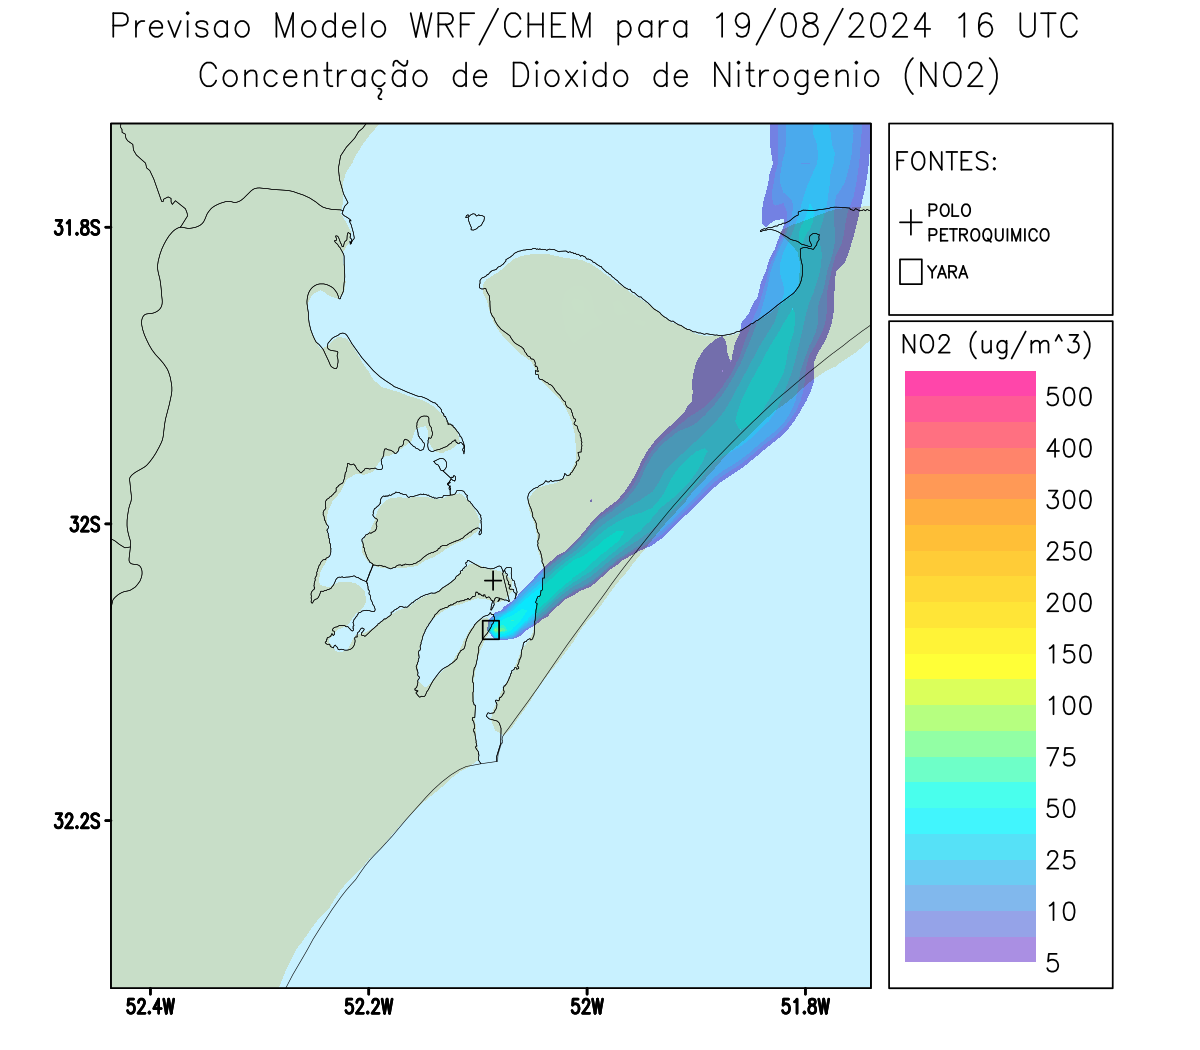 Previsao Modelo WRF/CHEM para 19/08/2024 16 UTC
Concentração de Dioxido de Nitrogenio (NO2)
FONTES:
POLO
PETROQUIMICO
YARA
31.8S
32S
32.2S
52.4W
52.2W
52W
51.8W
NO2 (ug/m^3)
500
400
300
250
200
150
100
75
50
25
10
5